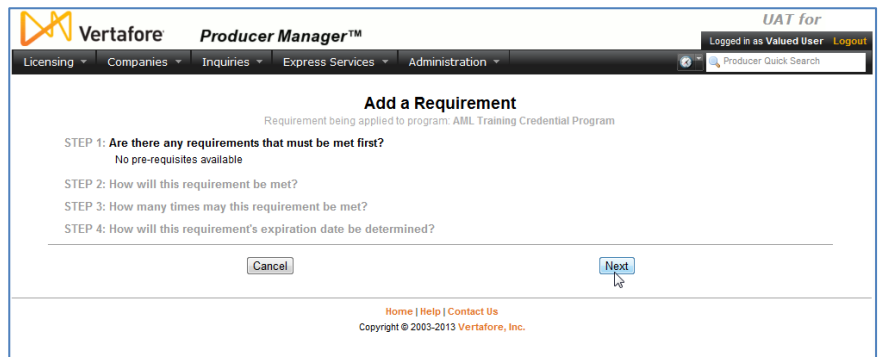 UAT for
Vertafore Producer Manager™
Logged in as Valued User Logout
Licensing Companies Inquiries Express Services Administration Producer Quick Search
Add a Requirement
Requirement being applied to program: AML Training Credential Program
STEP 1: Are there any requirements that must be met first?
No pre-requisites available
STEP 2: How will this requirement be met?
STEP 3: How many times may this requirement be met?
STEP 4: How will this requirement's expiration date be determined?
Cancel Next
Home | Help | Contact Us
Copyright © 2003-2013 Vertafore, Inc.